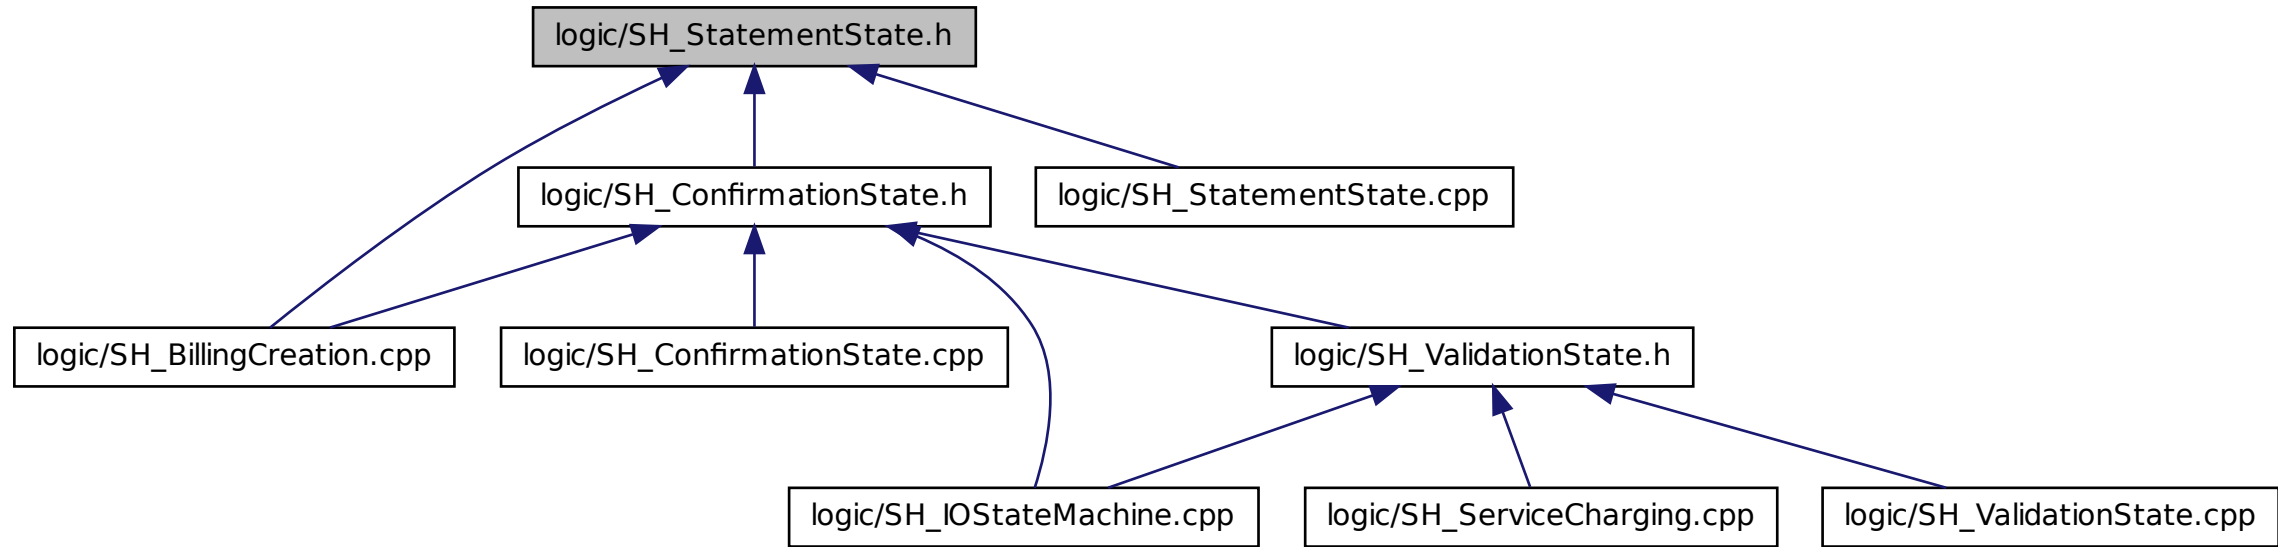 logic/SH_StatementState.h
logic/SH_ConfirmationState.h
logic/SH_StatementState.cpp
logic/SH_BillingCreation.cpp
logic/SH_ConfirmationState.cpp
logic/SH_ValidationState.h
logic/SH_IOStateMachine.cpp
logic/SH_ServiceCharging.cpp
logic/SH_ValidationState.cpp